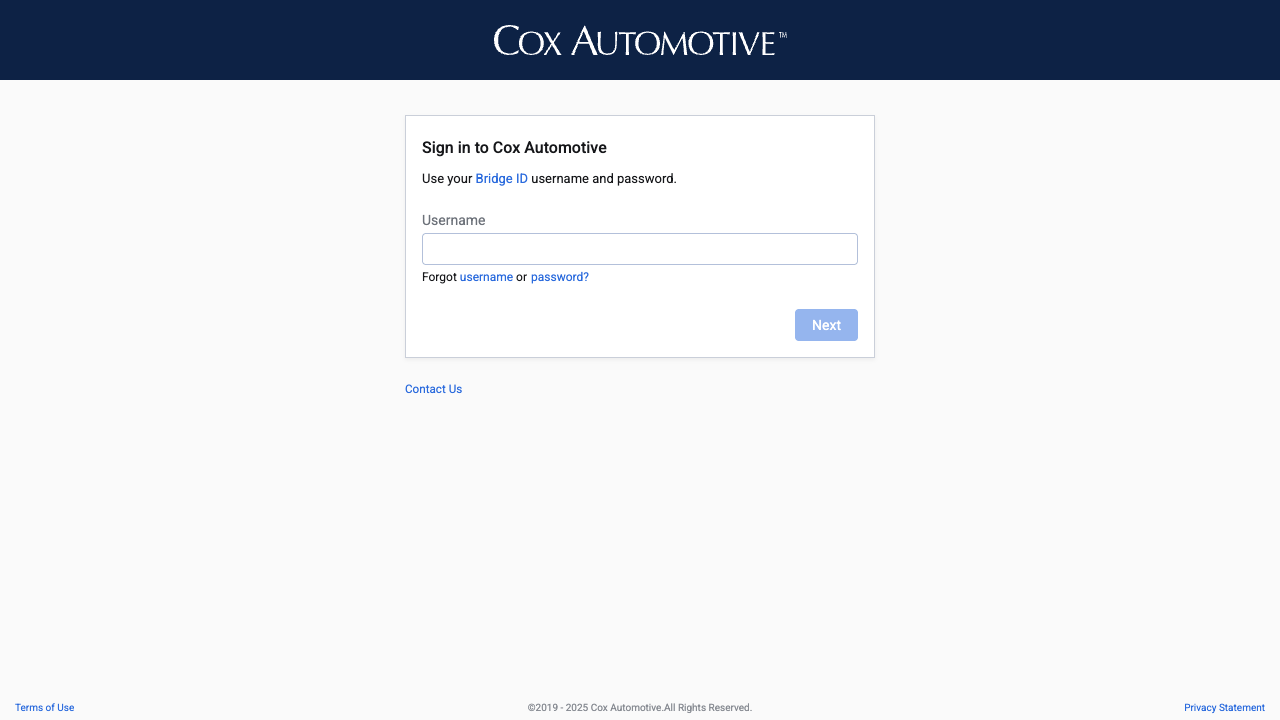 COX AUTOMOTIVE™
Sign in to Cox Automotive
Use your Bridge ID username and password.
Username
Forgot username or password?
Next
Contact Us
Terms of Use
©2019 - 2025 Cox Automotive.All Rights Reserved.
Privacy Statement